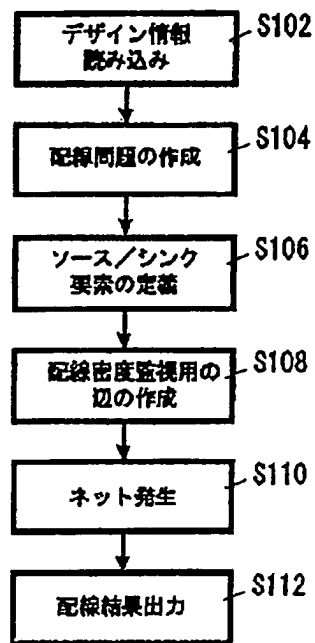 デザイン情報
読み込み
S102
配線問題の作成
S104
ソース/シンク
要素の定義
S106
配線密度監視用の
辺の作成
S108
ネット発生
S110
配線結果出力
S112